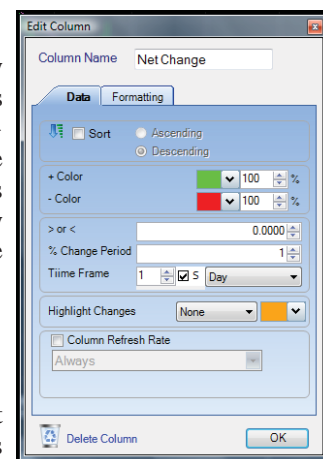 Edit Column
Column Name Net Change
Data Formatting
Sort Ascending
Descending
+ Color 100 %
- Color 100 %
> or < 0.0000
% Change Period 1
Tiime Frame 1 S Day
Highlight Changes None
Column Refresh Rate
Always
Delete Column OK